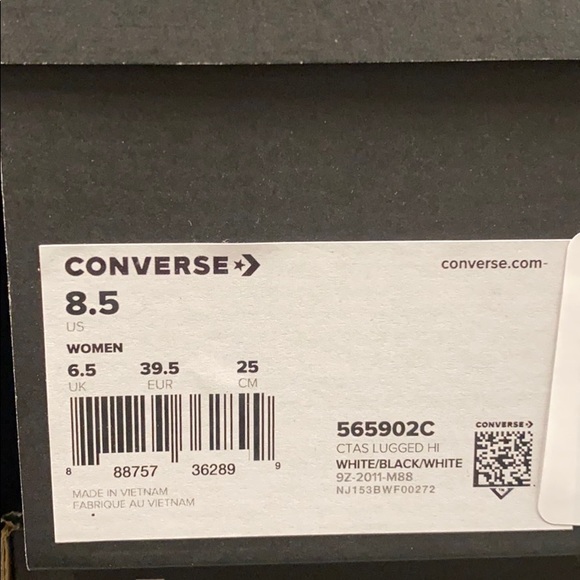 CONVERSE
converse.com-
8.5
US
WOMEN
6.5 39.5 25
UK EUR CM
8 88757 36289 9
MADE IN VIETNAM
FABRIQUE AU VIETNAM
565902C
CTAS LUGGED HI
WHITE/BLACK/WHITE
9Z-2011-M88
NJ153BWF00272
CONVERSE